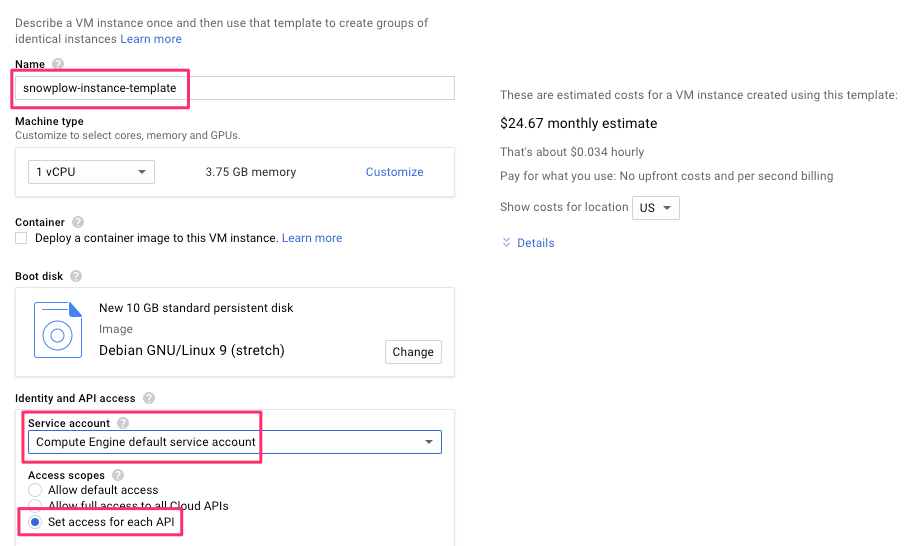 Describe a VM instance once and then use that template to create groups of
identical instances Learn more
Name ?
snowplow-instance-template
Machine type
Customize to select cores, memory and GPUs.
1 vCPU 3.75 GB memory Customize
Container ?
Deploy a container image to this VM instance. Learn more
Boot disk ?
New 10 GB standard persistent disk
Image
Debian GNU/Linux 9 (stretch)
Change
Identity and API access ?
Service account ?
Compute Engine default service account
Access scopes ?
Allow default access
Allow full access to all Cloud APIs
Set access for each API
These are estimated costs for a VM instance created using this template:
$24.67 monthly estimate
That's about $0.034 hourly
Pay for what you use: No upfront costs and per second billing
Show costs for location US
Details